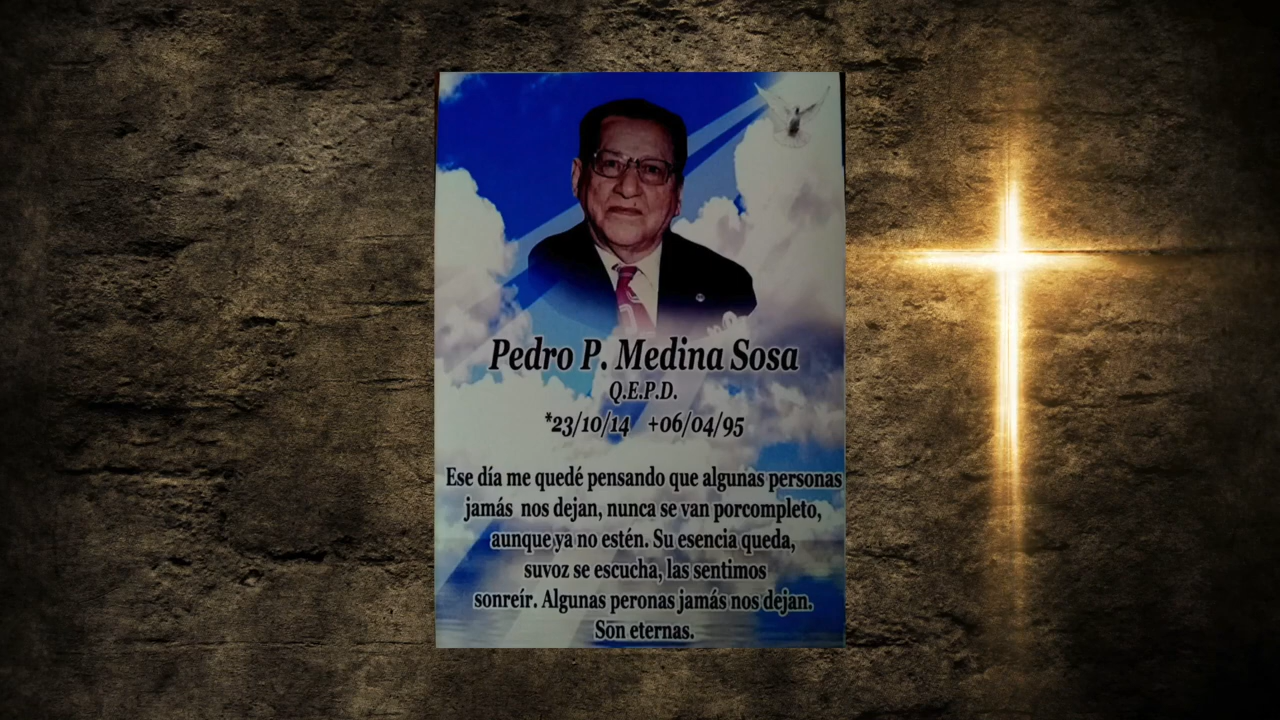 Pedro P. Medina Sosa
Q.E.P.D.
*23/10/14 +06/04/95
Ese día me quedé pensando que algunas personas
jamás nos dejan, nunca se van porcompleto,
aunque ya no estén. Su esencia queda,
suvoz se escucha, las sentimos
sonreír. Algunas peronas jamás nos dejan.
Son eternas.